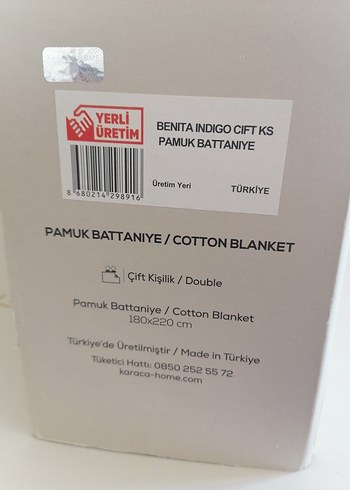 YERLİ
ÜRETİM
BENITA INDIGO CIFT KS
PAMUK BATTANIYE
8 680214 298916
Üretim Yeri
TÜRKİYE
PAMUK BATTANIYE / COTTON BLANKET
Çift Kişilik / Double
Pamuk Battaniye / Cotton Blanket
180x220 cm
Türkiye'de Üretilmiştir / Made in Türkiye
Tüketici Hattı: 0850 252 55 72
karaca-home.com